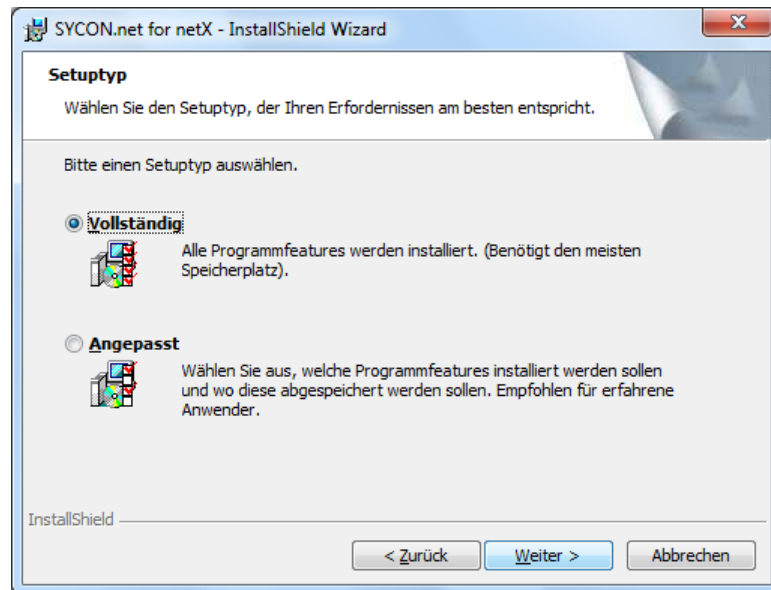 SYCON.net for netX - InstallShield Wizard
Setuptyp
Wählen Sie den Setuptyp, der Ihren Erfordernissen am besten entspricht.
Bitte einen Setuptyp auswählen.
Vollständig
Alle Programmfeatures werden installiert. (Benötigt den meisten
Speicherplatz).
Angepasst
Wählen Sie aus, welche Programmfeatures installiert werden sollen
und wo diese abgespeichert werden sollen. Empfohlen für erfahrene
Anwender.
InstallShield
< Zurück Weiter > Abbrechen